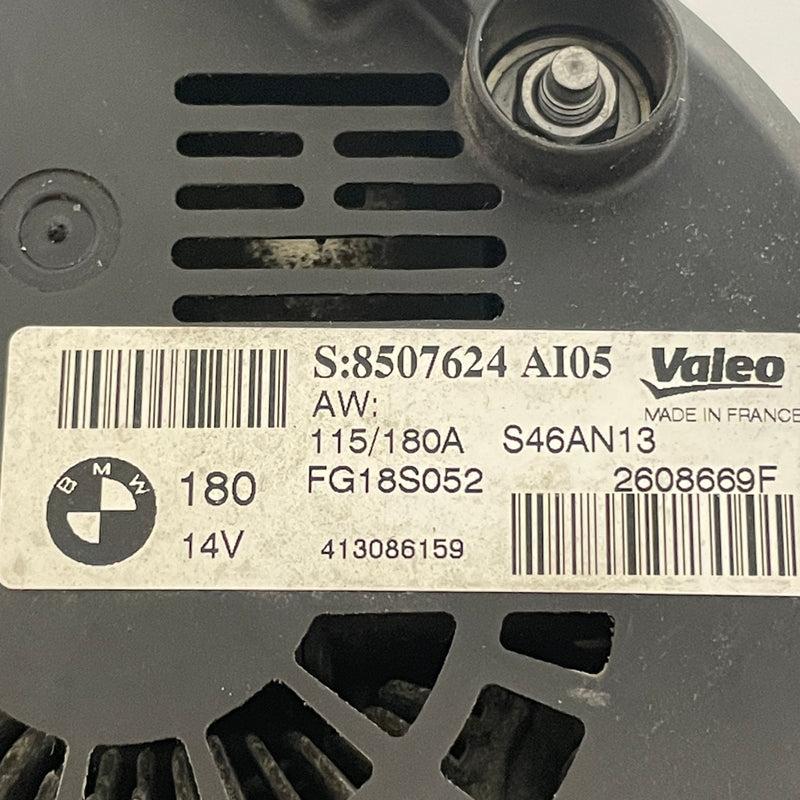 S:8507624 AI05 Valeo
AW:
MADE IN FRANCE
115/180A S46AN13
BMW 180 FG18S052 2608669F
14V 413086159